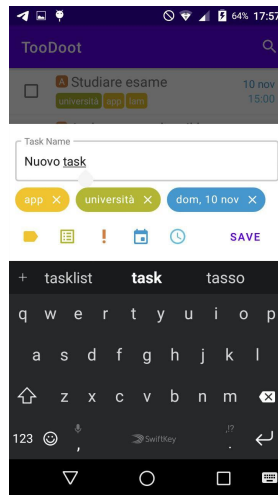 64% 17:57
TooDoot
A Studiare esame
10 nov
università app lam
15:00
Task Name
Nuovo task
app
università
dom, 10 nov
SAVE
+ tasklist task tasso
q w e r t y u i o p
a s d f g h j k l
z x c v b n m
123 , SwiftKey ,!? .